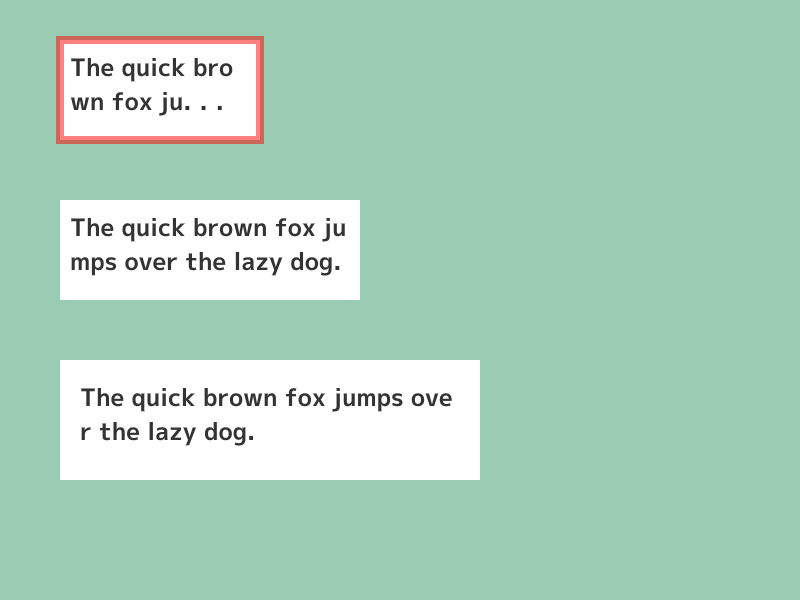 The quick bro
wn fox ju. . .
The quick brown fox ju
mps over the lazy dog.
The quick brown fox jumps ove
r the lazy dog.